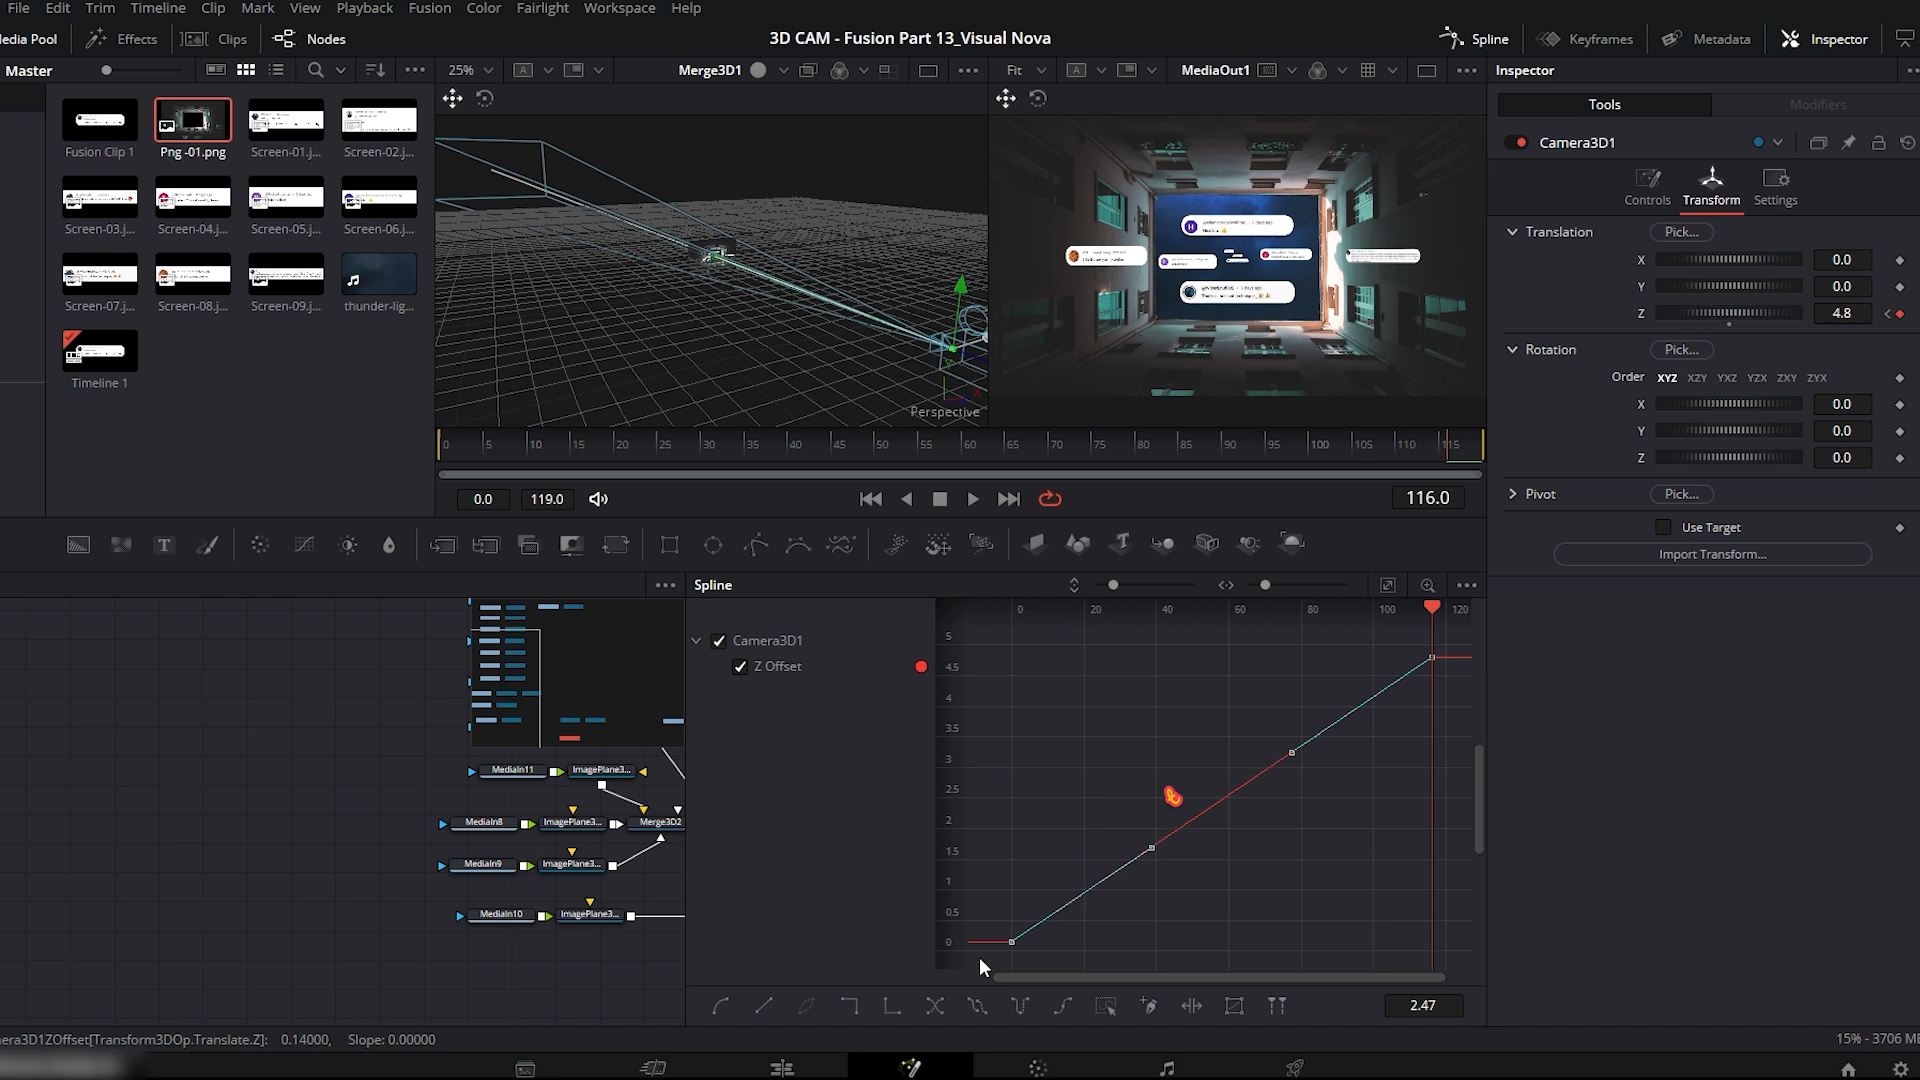 File Edit Trim Timeline Clip Mark View Playback Fusion Color Fairlight Workspace Help
edia Pool Effects Clips Nodes 3D CAM - Fusion Part 13_Visual Nova Spline Keyframes Metadata Inspector
Master 25% A Merge3D1 Fit A MediaOut1 Inspector
Tools Modifiers
Camera3D1
Fusion Clip 1 Png -01.png Screen-01.j... Screen-02.j...
Controls Transform Settings
Screen-03.j... Screen-04.j... Screen-05.j... Screen-06.j...
Translation Pick...
X 0.0
Y 0.0
Z 4.8
Screen-07.j... Screen-08.j... Screen-09.j... thunder-lig...
Rotation Pick...
Order XYZ XZY YXZ YZX ZXY ZYX
Timeline 1
X 0.0
Perspective
Y 0.0
0 5 10 15 20 25 30 35 40 45 50 55 60 65 70 75 80 85 90 95 100 105 110 115
Z 0.0
0.0 119.0 116.0
Pivot Pick...
Use Target
Import Transform...
Spline
0 20 40 60 80 100 120
Camera3D1
Z Offset
5
4.5
4
3.5
3
2.5
2
1.5
1
0.5
0
MediaIn11 ImagePlane3...
MediaIn8 ImagePlane3... Merge3D2
MediaIn9 ImagePlane3...
MediaIn10 ImagePlane3...
2.47
era3D1ZOffset[Transform3DOp.Translate.Z]: 0.14000, Slope: 0.00000
15% - 3706 ME